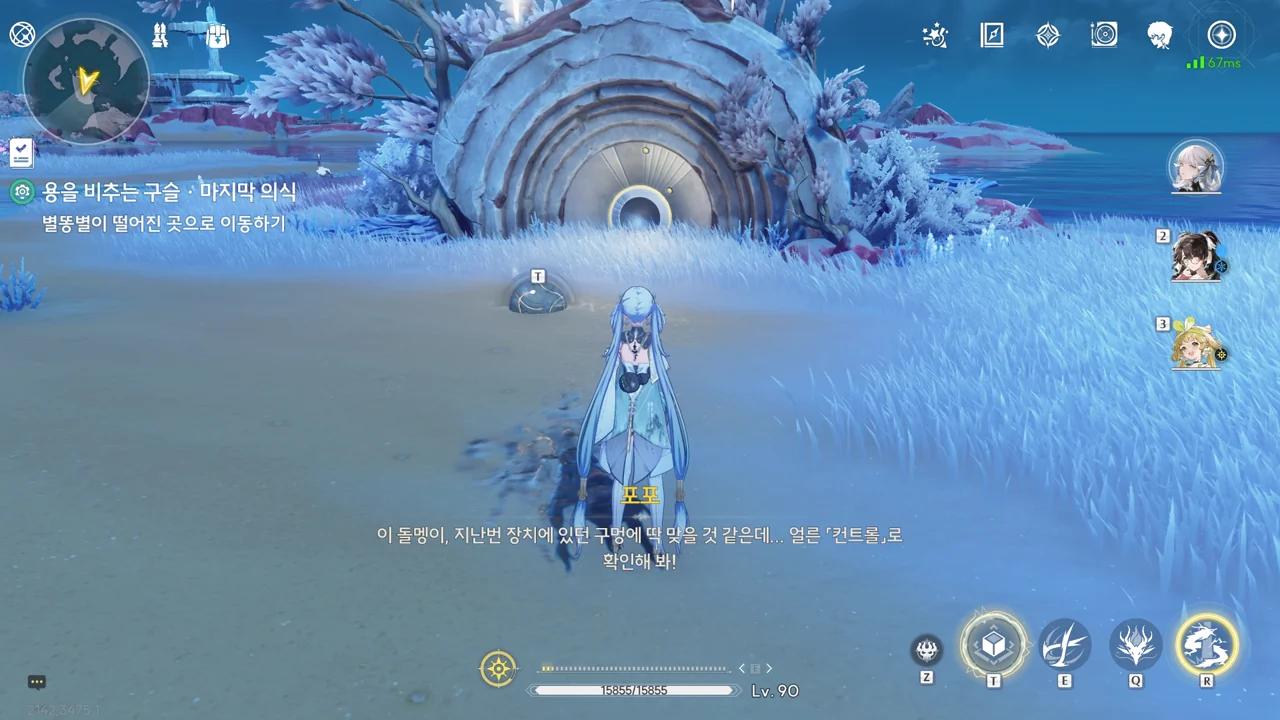 67ms
용을 비추는 구슬 · 마지막 의식
별똥별이 떨어진 곳으로 이동하기
2
3
T
포포
이 돌멩이, 지난번 장치에 있던 구멍에 딱 맞을 것 같은데... 얼른 「컨트롤」로
확인해 봐!
15855/15855
Lv. 90
Z
T
E
Q
R